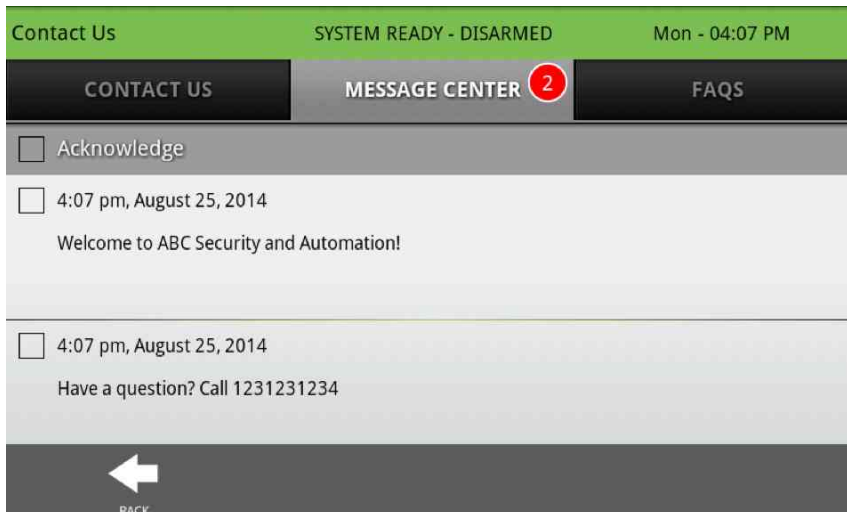 Contact Us SYSTEM READY - DISARMED Mon - 04:07 PM
CONTACT US MESSAGE CENTER 2 FAQS
Acknowledge
4:07 pm, August 25, 2014
Welcome to ABC Security and Automation!
4:07 pm, August 25, 2014
Have a question? Call 1231231234
BACK